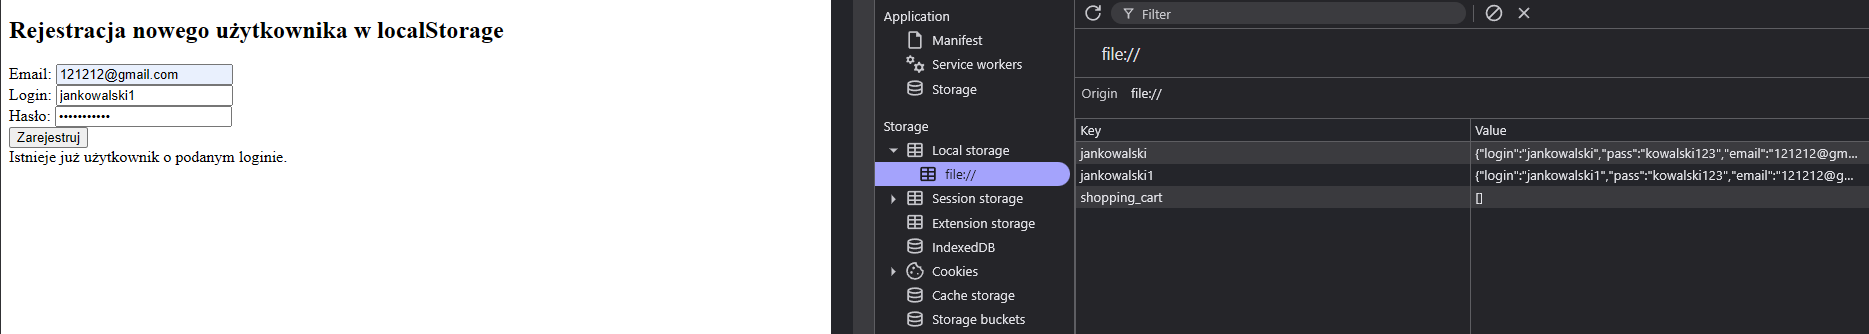 Rejestracja nowego użytkownika w localStorage
Email: 121212@gmail.com
Login: jankowalski1
Hasło: •••••••••••
Zarejestruj
Istnieje już użytkownik o podanym loginie.
Application
Manifest
Service workers
Storage
Storage
Local storage
file://
Session storage
Extension storage
IndexedDB
Cookies
Cache storage
Storage buckets
Filter
file://
Origin file://
Key Value
jankowalski {"login":"jankowalski","pass":"kowalski123","email":"121212@gm...
jankowalski1 {"login":"jankowalski1","pass":"kowalski123","email":"121212@g...
shopping_cart []